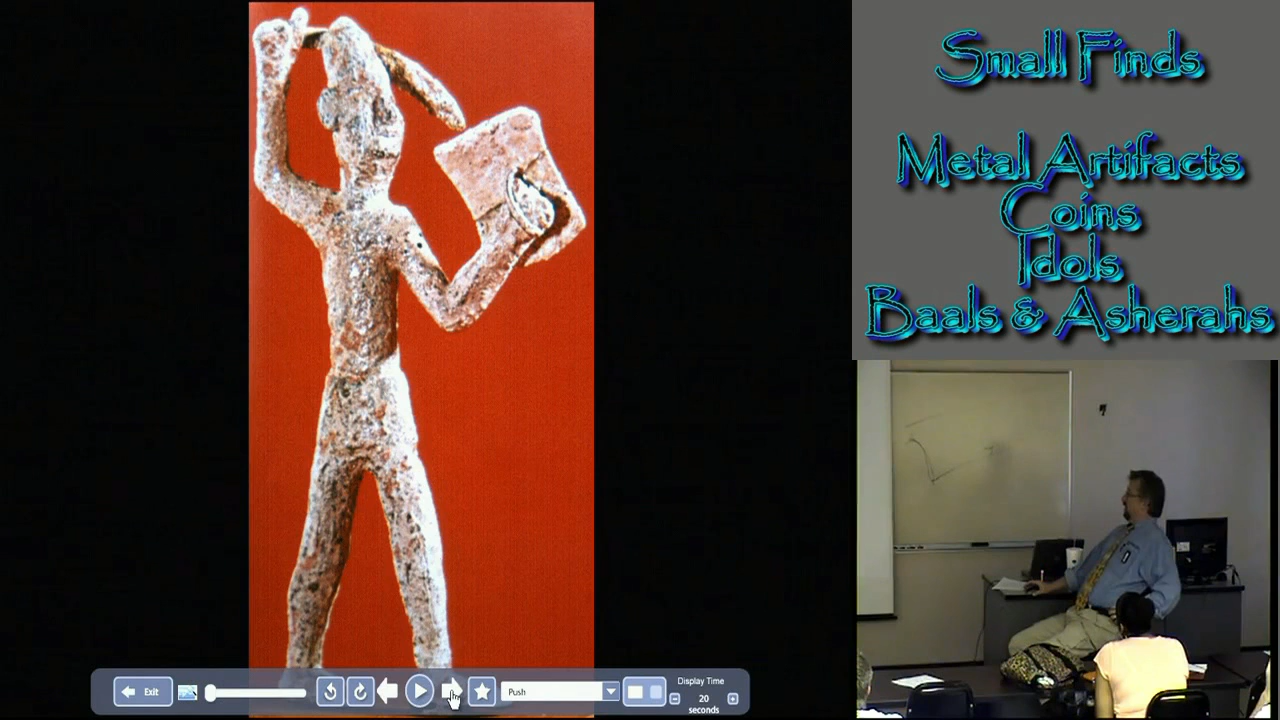 Small Finds
Metal Artifacts
Coins
Idols
Baals & Asherahs
Exit
Push
Display Time
20
seconds